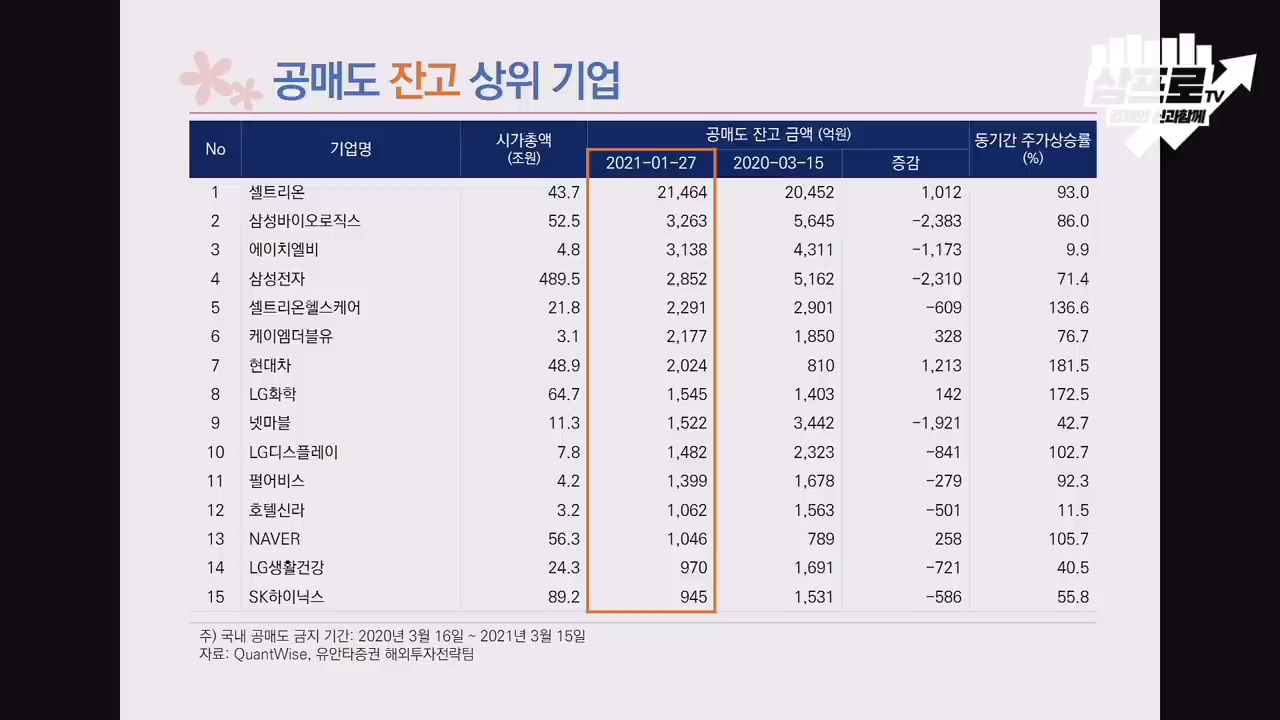 공매도 잔고 상위 기업
삼프로TV
경제의 신과함께
No 기업명 시가총액 (조원) 공매도 잔고 금액 (억원) 동기간 주가상승률 (%)
2021-01-27 2020-03-15 증감
1 셀트리온 43.7 21,464 20,452 1,012 93.0
2 삼성바이오로직스 52.5 3,263 5,645 -2,383 86.0
3 에이치엘비 4.8 3,138 4,311 -1,173 9.9
4 삼성전자 489.5 2,852 5,162 -2,310 71.4
5 셀트리온헬스케어 21.8 2,291 2,901 -609 136.6
6 케이엠더블유 3.1 2,177 1,850 328 76.7
7 현대차 48.9 2,024 810 1,213 181.5
8 LG화학 64.7 1,545 1,403 142 172.5
9 넷마블 11.3 1,522 3,442 -1,921 42.7
10 LG디스플레이 7.8 1,482 2,323 -841 102.7
11 펄어비스 4.2 1,399 1,678 -279 92.3
12 호텔신라 3.2 1,062 1,563 -501 11.5
13 NAVER 56.3 1,046 789 258 105.7
14 LG생활건강 24.3 970 1,691 -721 40.5
15 SK하이닉스 89.2 945 1,531 -586 55.8
주) 국내 공매도 금지 기간: 2020년 3월 16일 ~ 2021년 3월 15일
자료: QuantWise, 유안타증권 해외투자전략팀